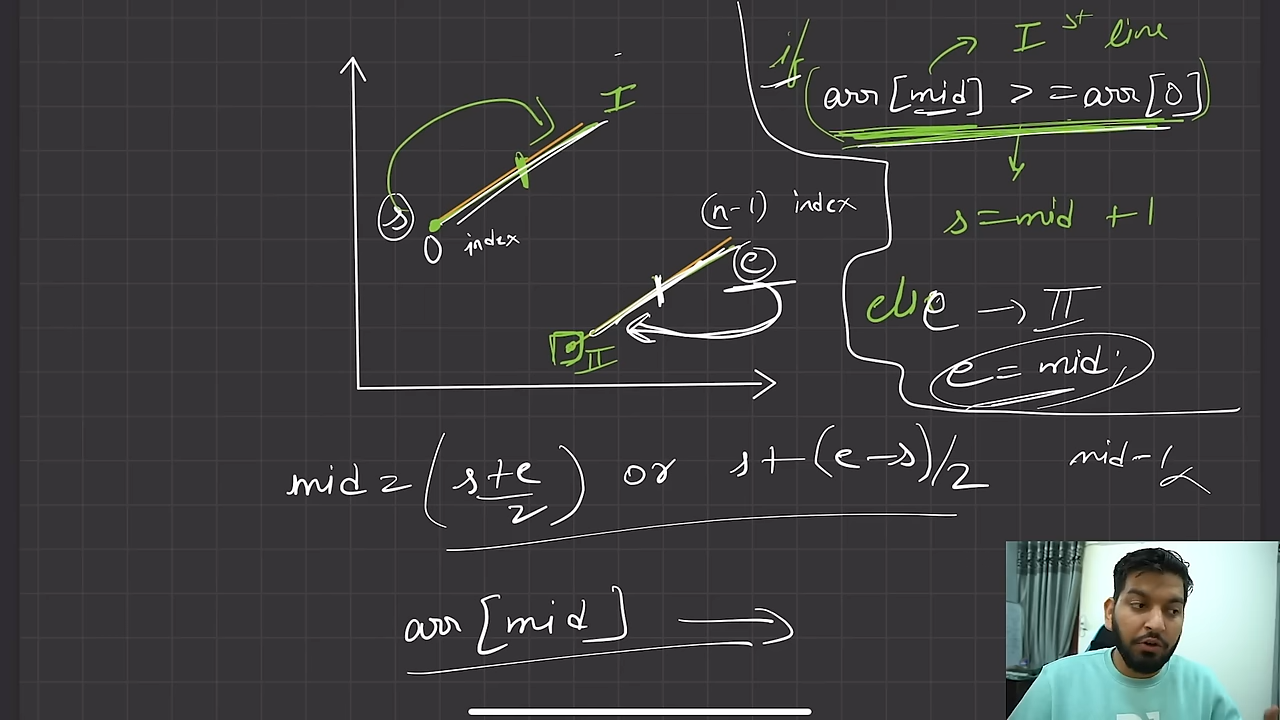 if I st line
(arr[mid] > = arr[0])
s = mid + 1
else e → II
e = mid;
I
s
0 index
(n-1) index
e
II
mid = (s+e/2) or s+(e-s)/2 mid-1
arr[mid] →